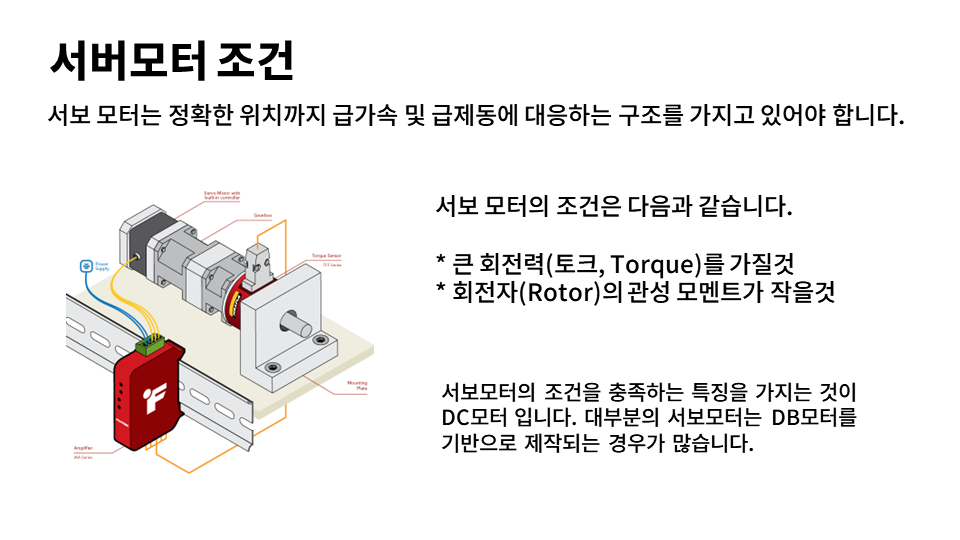 서버모터 조건
서보 모터는 정확한 위치까지 급가속 및 급제동에 대응하는 구조를 가지고 있어야 합니다.
Servo Motor with
built-in controller
Gearbox
Torque Sensor
TFF Series
Power
Supply
Mounting
Plate
Amplifier
IAA Series
서보 모터의 조건은 다음과 같습니다.
* 큰 회전력(토크, Torque)를 가질것
* 회전자(Rotor)의 관성 모멘트가 작을것
서보모터의 조건을 충족하는 특징을 가지는 것이
DC모터 입니다. 대부분의 서보모터는 DB모터를
기반으로 제작되는 경우가 많습니다.